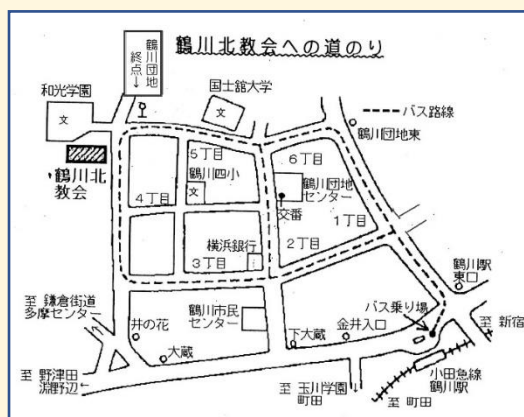 鶴川北教会への道のり
鶴川団地
終点↓
和光学園
文
国士舘大学
文
バス路線
鶴川団地東
鶴川北
教会
5丁目
鶴川四小
文
6丁目
鶴川団地
センター
交番
4丁目
1丁目
2丁目
横浜銀行
3丁目
鶴川駅
東口
バス乗り場
至 鎌倉街道
多摩センター
鶴川市民
センター
井の花
大蔵
下大蔵
金井入口
至 新宿
至 野津田
淵野辺←
至 玉川学園
町田
小田急線
鶴川駅
至 町田